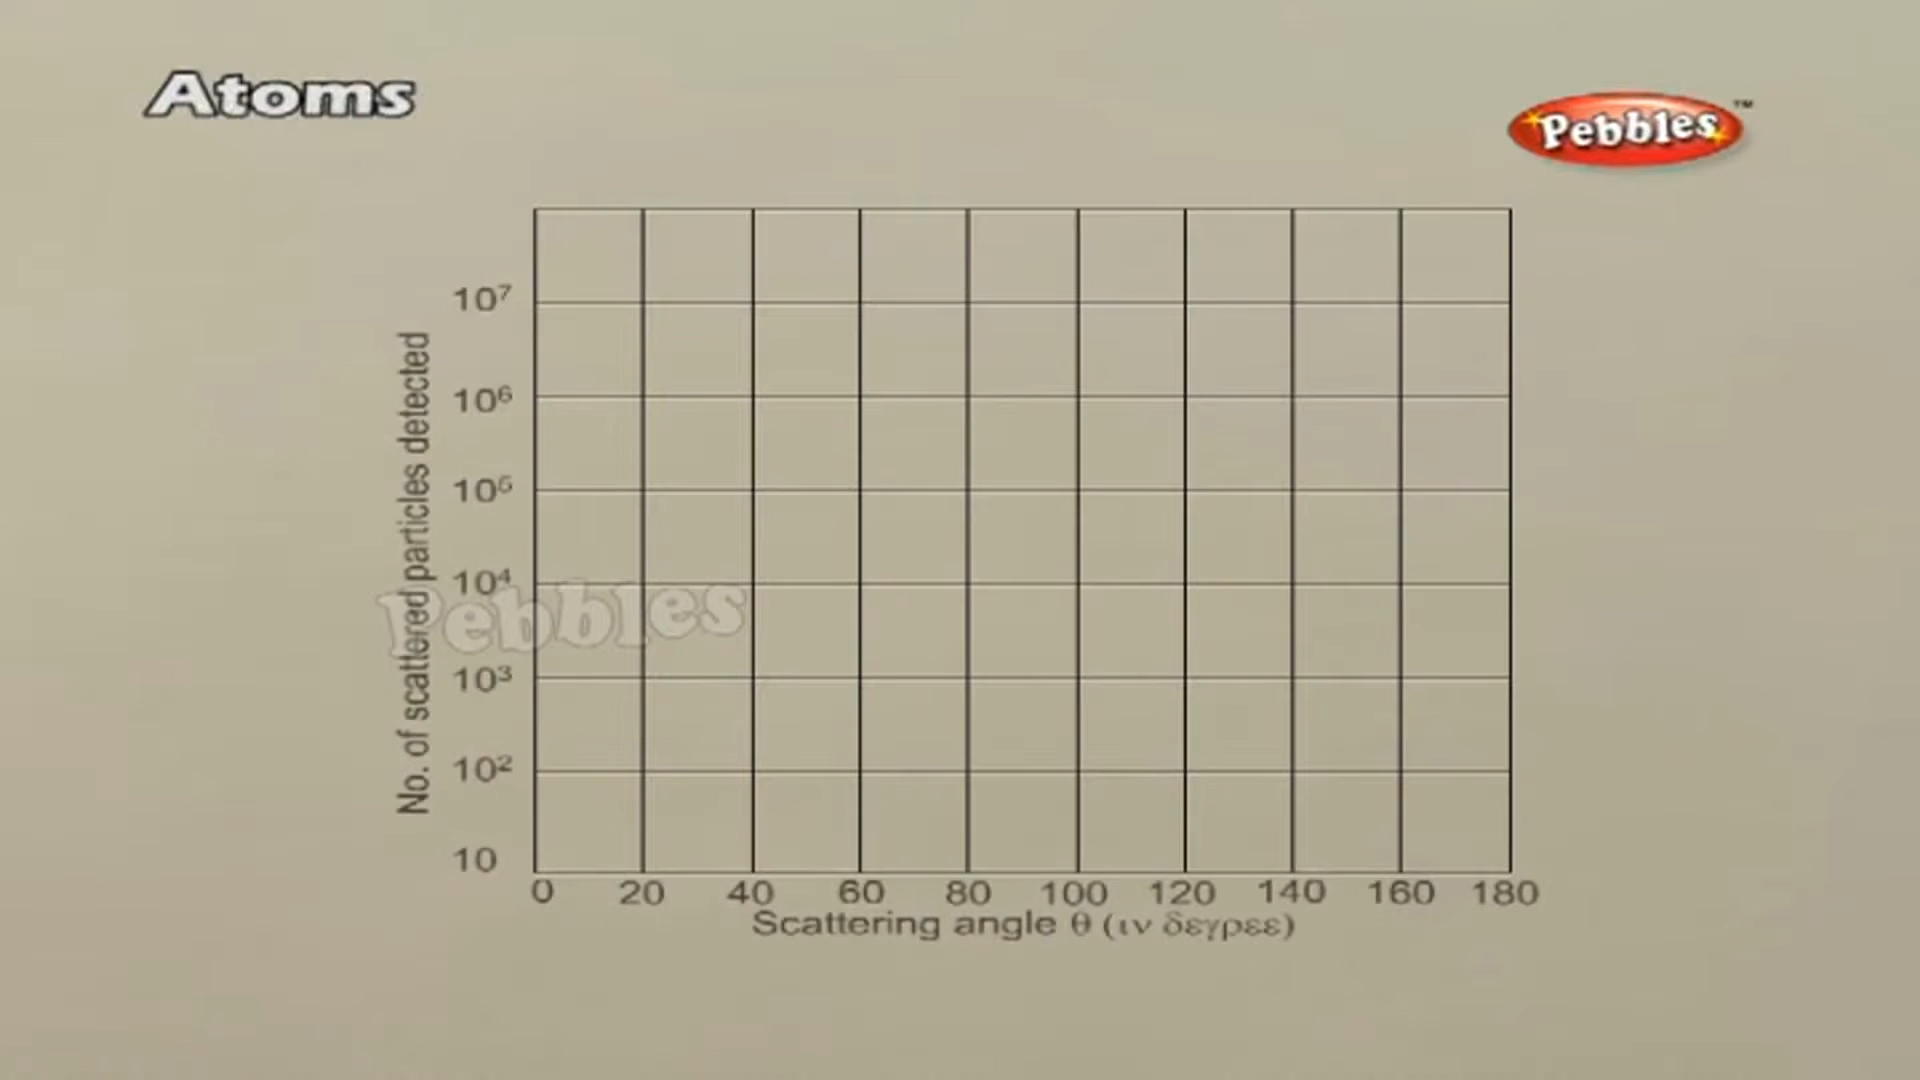 Atoms
Pebbles™
No. of scattered particles detected
10⁷
10⁶
10⁵
10⁴
Pebbles
10³
10²
10
0 20 40 60 80 100 120 140 160 180
Scattering angle θ (ιν δεγρεε)